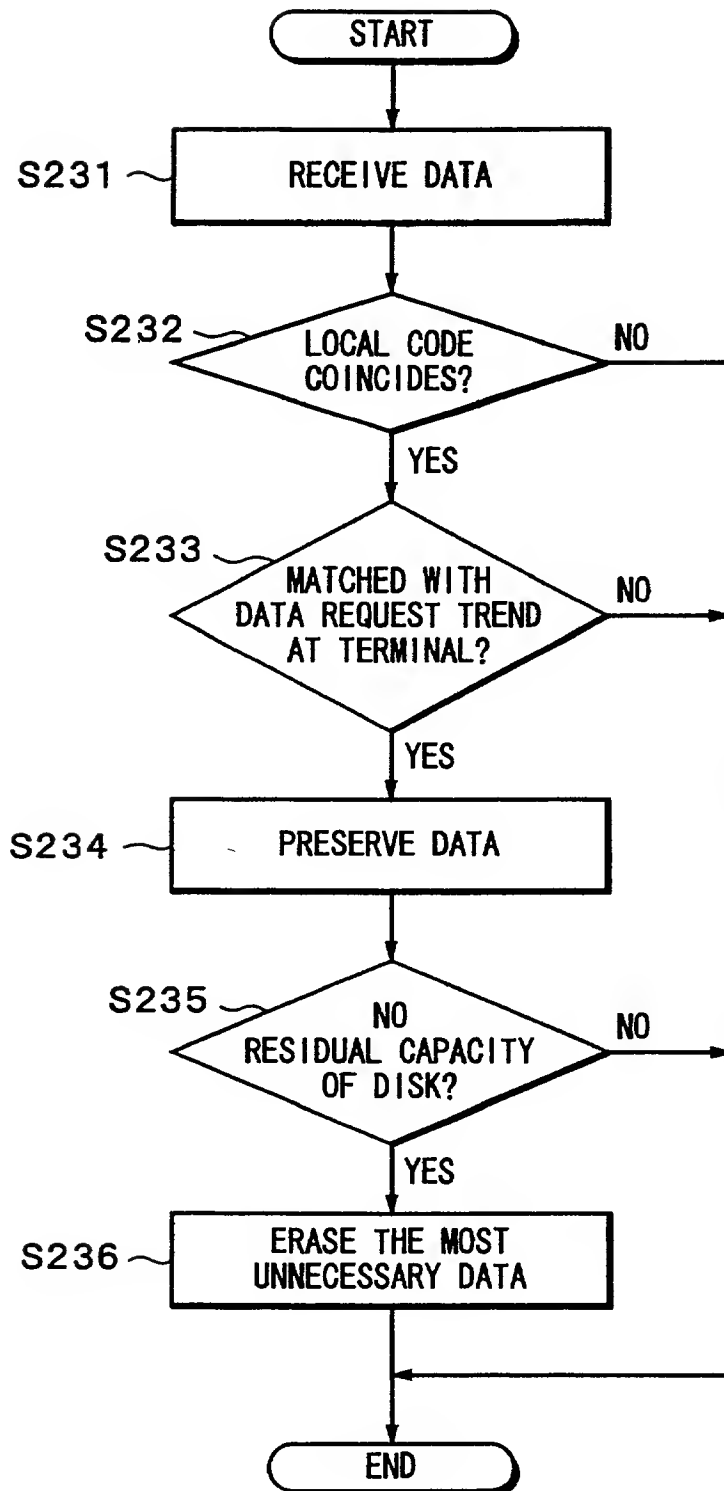 START
S231
RECEIVE DATA
S232
LOCAL CODE
COINCIDES?
NO
YES
S233
MATCHED WITH
DATA REQUEST TREND
AT TERMINAL?
NO
YES
S234
PRESERVE DATA
S235
NO
RESIDUAL CAPACITY
OF DISK?
NO
YES
S236
ERASE THE MOST
UNNECESSARY DATA
END